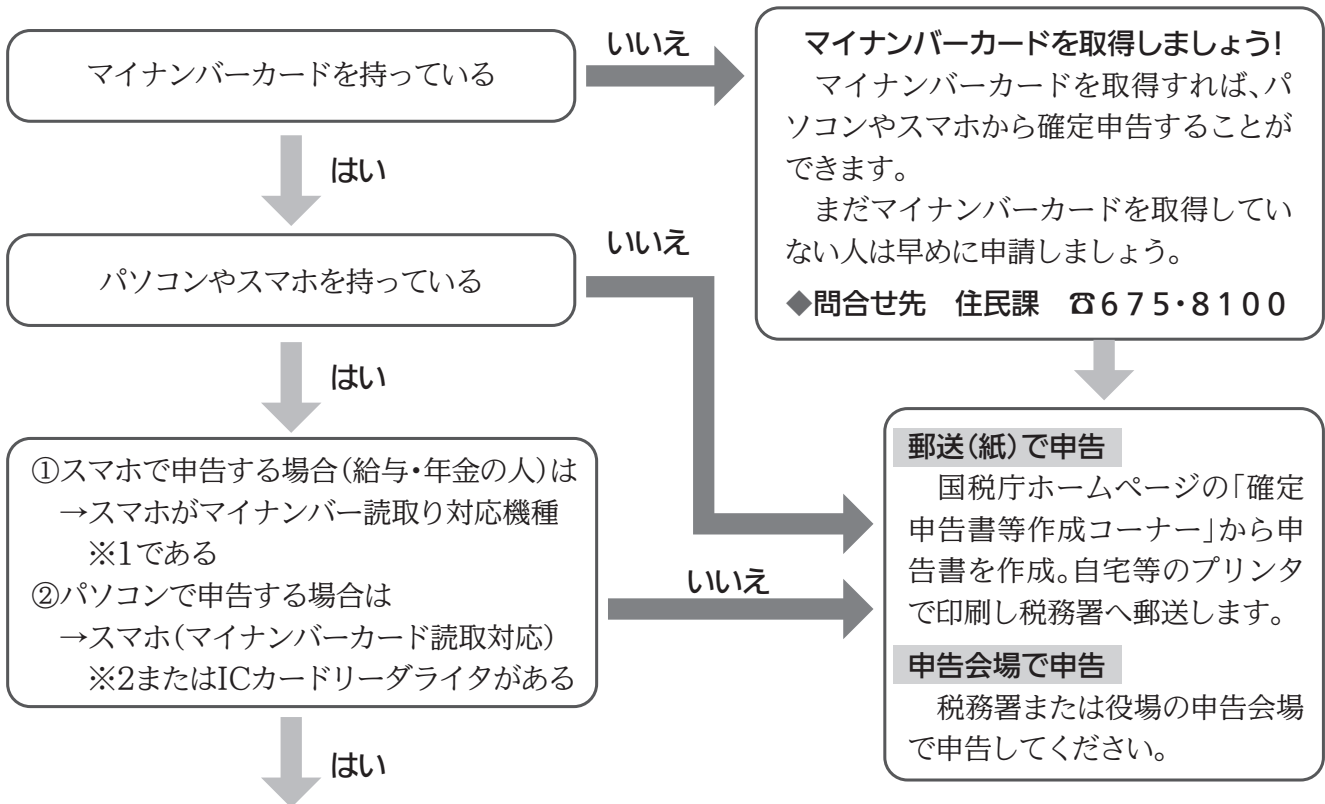 マイナンバーカードを持っている
いいえ
マイナンバーカードを取得しましょう!
マイナンバーカードを取得すれば、パ
ソコンやスマホから確定申告することが
できます。
まだマイナンバーカードを取得してい
ない人は早めに申請しましょう。
◆問合せ先 住民課 ☎675・8100
はい
パソコンやスマホを持っている
いいえ
はい
①スマホで申告する場合(給与・年金の人)は
→スマホがマイナンバー読取り対応機種
※1である
②パソコンで申告する場合は
→スマホ(マイナンバーカード読取対応)
※2またはICカードリーダライタがある
いいえ
郵送(紙)で申告
国税庁ホームページの「確定
申告書等作成コーナー」から申
告書を作成。自宅等のプリンタ
で印刷し税務署へ郵送します。
申告会場で申告
税務署または役場の申告会場
で申告してください。
はい